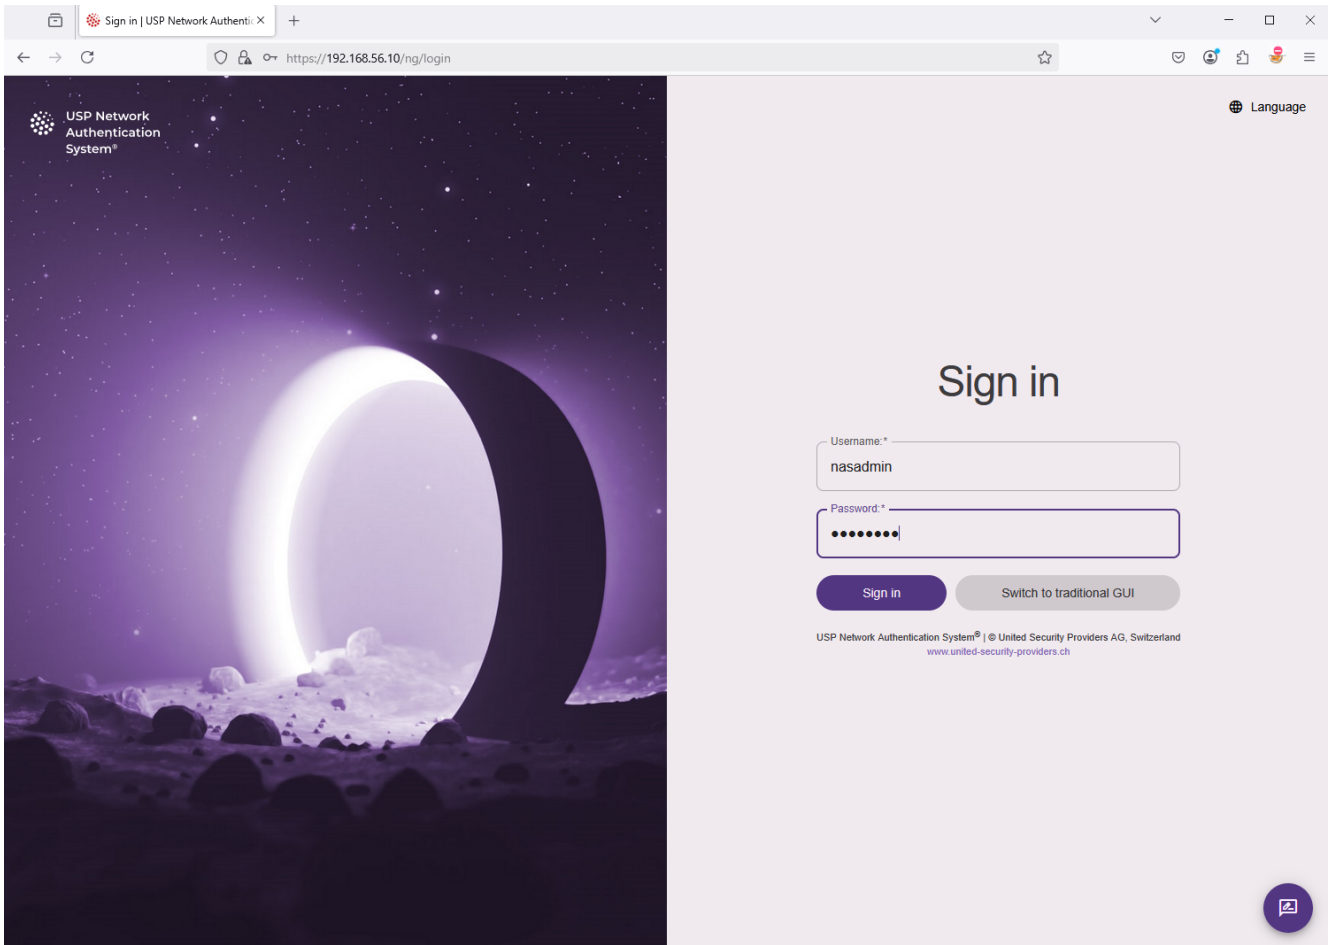 Sign in | USP Network Authentic
https://192.168.56.10/ng/login
USP Network
Authentication
System®
Language
Sign in
Username:*
nasadmin
Password:*
Sign in
Switch to traditional GUI
USP Network Authentication System® | © United Security Providers AG, Switzerland
www.united-security-providers.ch